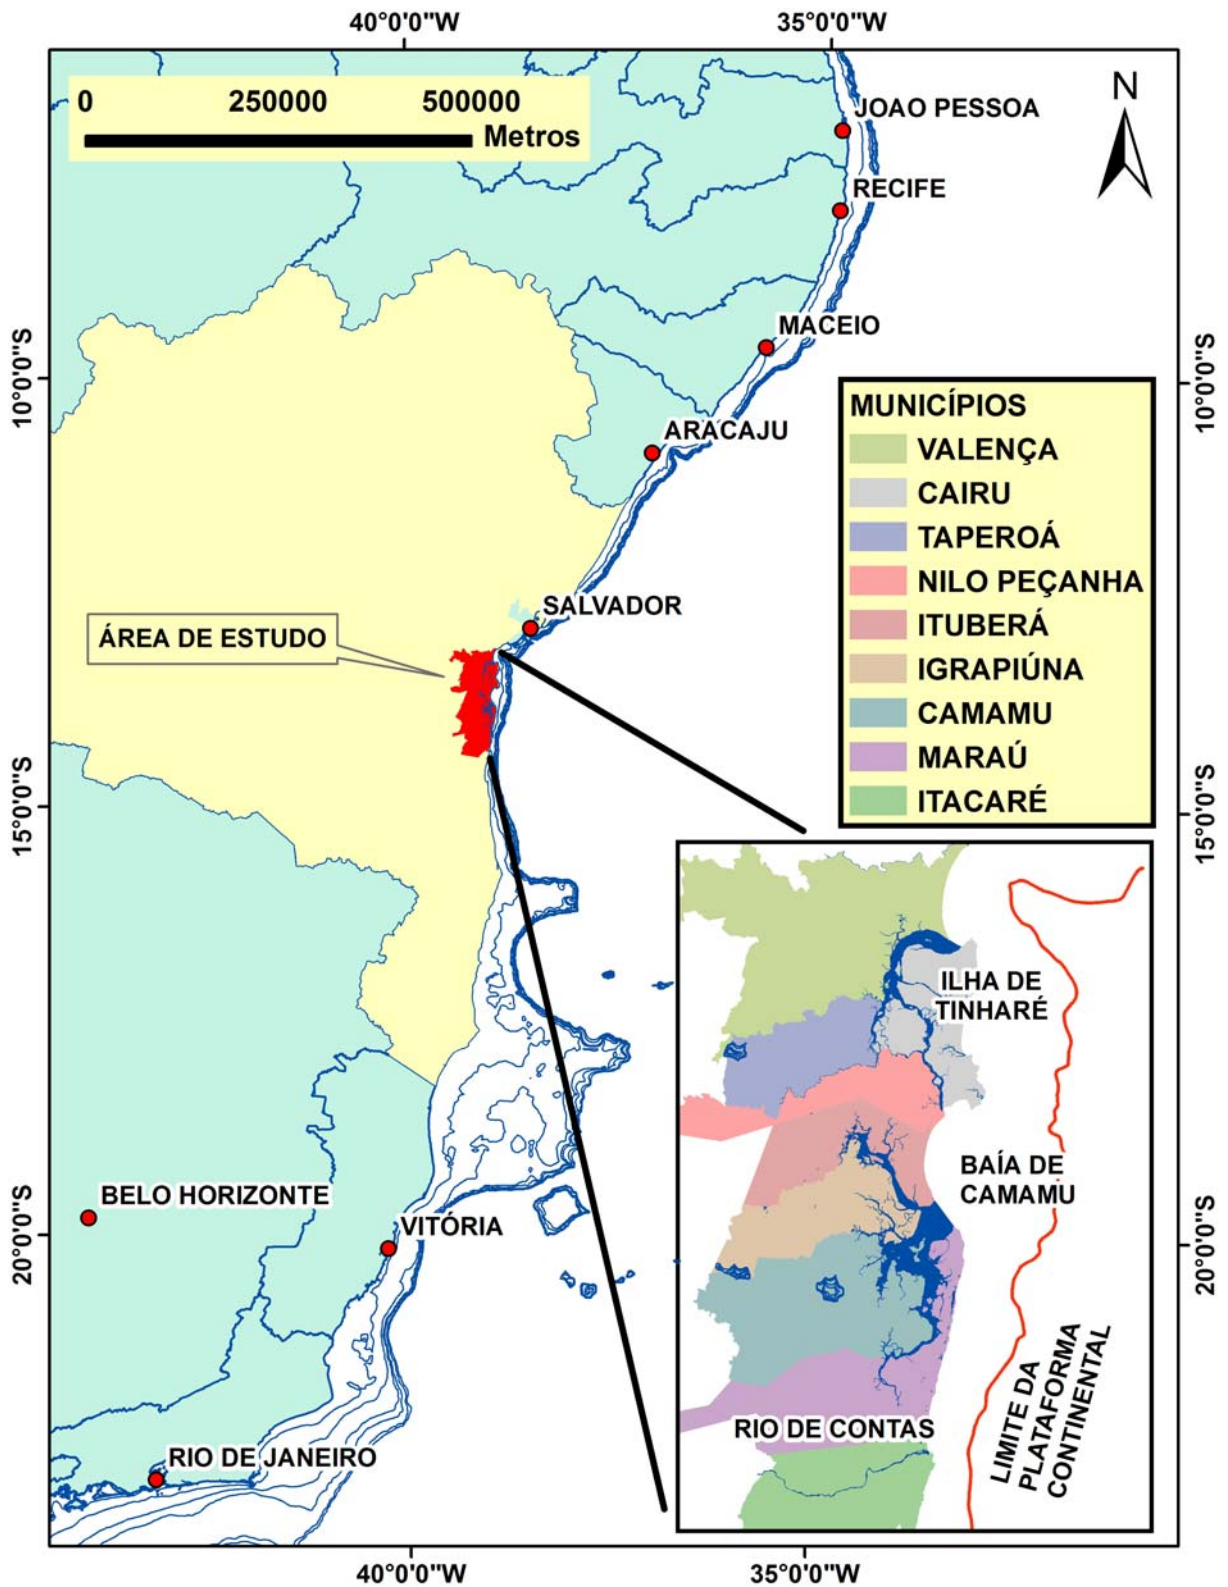 40°0'0"W
35°0'0"W
0
250000
500000
Metros
N
JOAO PESSOA
RECIFE
MACEIO
ARACAJU
10°0'0"S
10°0'0"S
MUNICÍPIOS
VALENÇA
CAIRU
TAPEROÁ
NILO PEÇANHA
ITUBERÁ
IGRAPIÚNA
CAMAMU
MARAÚ
ITACARÉ
SALVADOR
ÁREA DE ESTUDO
15°0'0"S
15°0'0"S
ILHA DE
TINHARÉ
BAÍA DE
CAMAMU
BELO HORIZONTE
VITÓRIA
20°0'0"S
20°0'0"S
LIMITE DA
PLATAFORMA
CONTINENTAL
RIO DE CONTAS
RIO DE JANEIRO
40°0'0"W
35°0'0"W